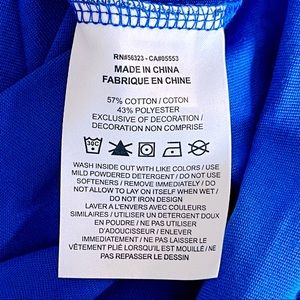 RN#56323 - CA#05553
MADE IN CHINA
FABRIQUE EN CHINE
57% COTTON / COTON
43% POLYESTER
EXCLUSIVE OF DECORATION /
DECORATION NON COMPRISE
30C
WASH INSIDE OUT WITH LIKE COLORS / USE
MILD POWDERED DETERGENT / DO NOT USE
SOFTENERS / REMOVE IMMEDIATELY / DO
NOT ALLOW TO LAY ON ITSELF WHEN WET /
DO NOT IRON DESIGN
LAVER A L'ENVERS AVEC COULEURS
SIMILAIRES / UTILISER UN DETERGENT DOUX
EN POUDRE / NE PAS UTILISER
D'ADOUCISEUR / ENLEVER
IMMEDIATEMENT / NE PAS LAISSER LE
VÊTEMENT PLIÉ LORSQU'IL EST MOUILLÉ / NE
PAS REPASSER LE DESSIN